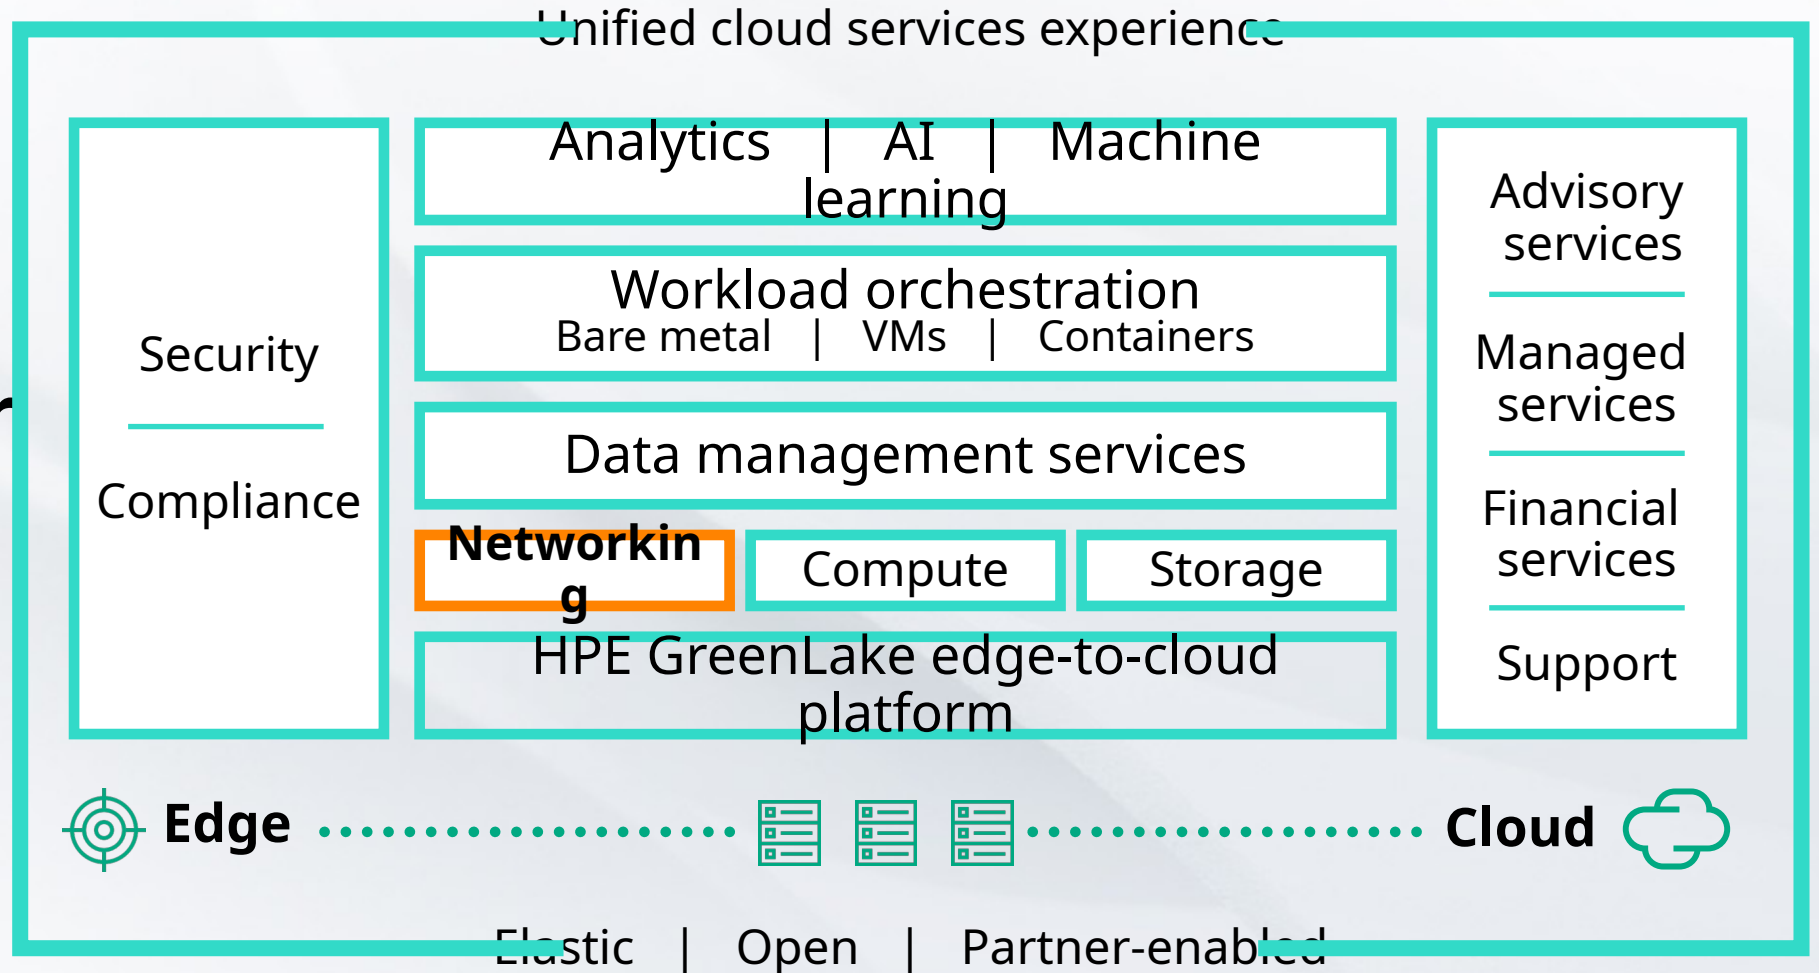 Unified cloud services experience
Security
Compliance
Analytics | AI | Machine
learning
Workload orchestration
Bare metal | VMs | Containers
Data management services
Networkin
g
Compute
Storage
HPE GreenLake edge-to-cloud
platform
Advisory
services
Managed
services
Financial
services
Support
Edge
Cloud
Elastic | Open | Partner-enabled